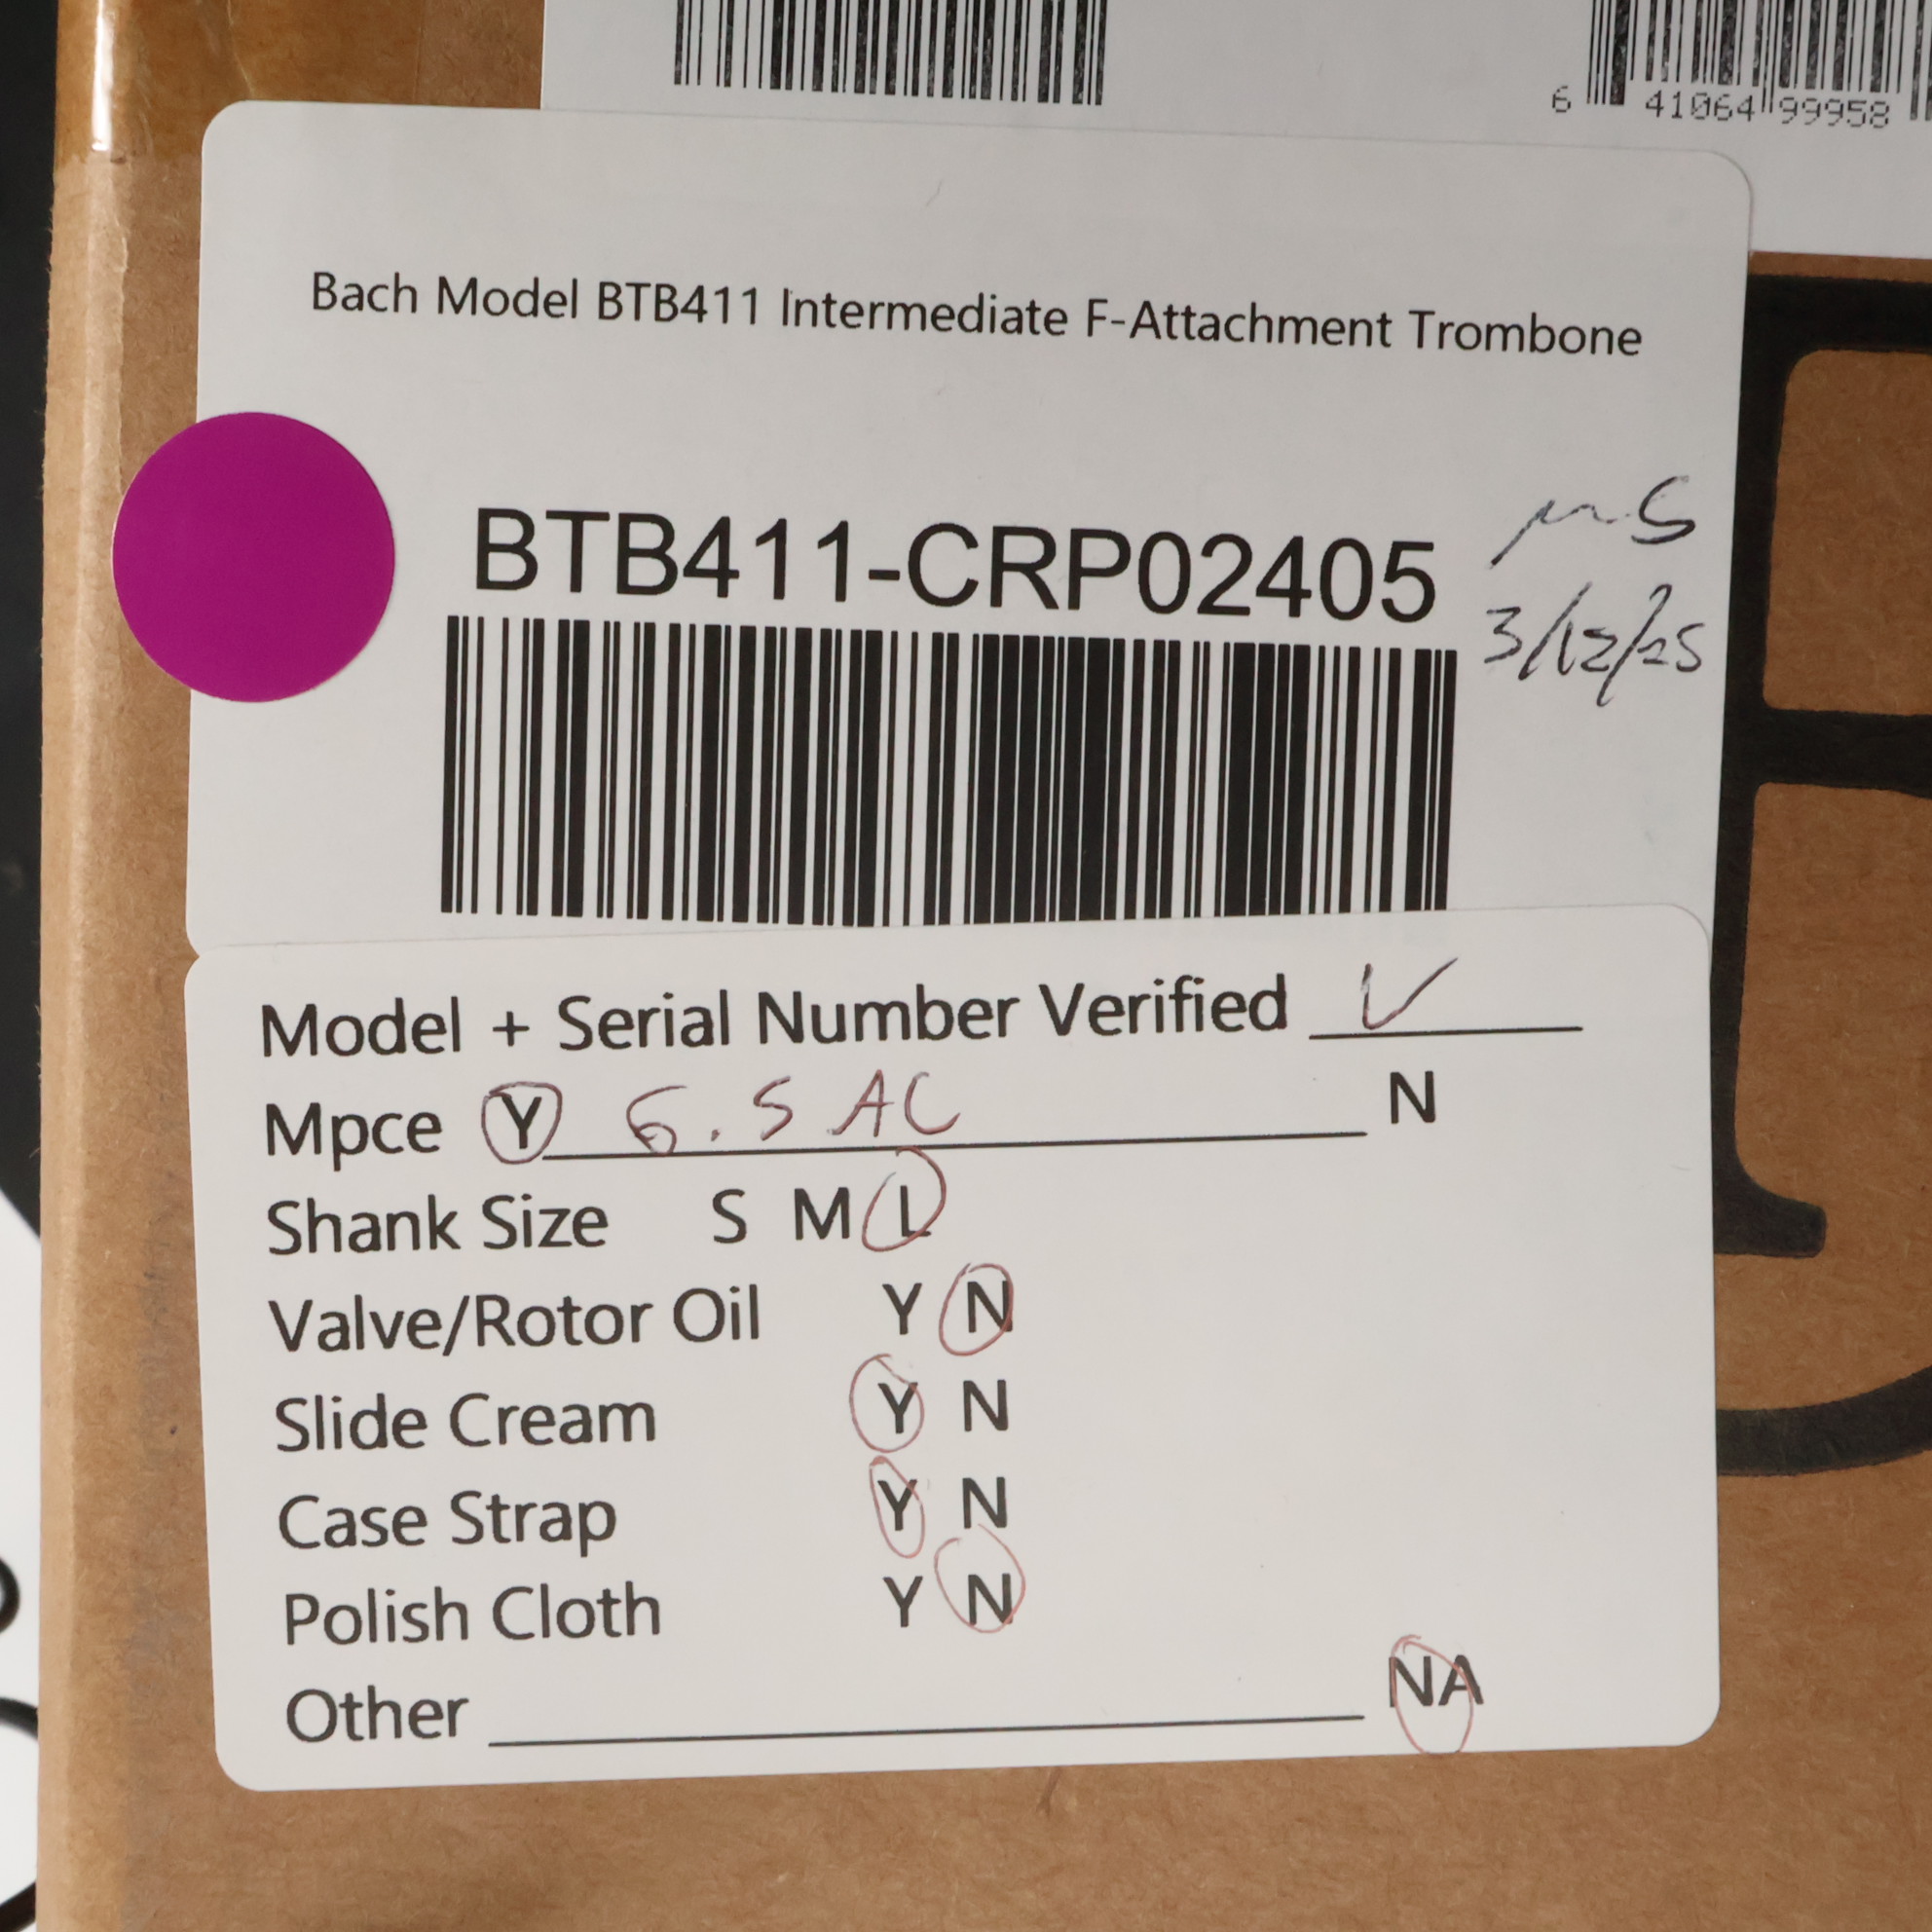 6 41064 99958
Bach Model BTB411 Intermediate F-Attachment Trombone
BTB411-CRP02405
MS
3/12/25
Model + Serial Number Verified ✓
Mpce Y 6.5 AL N
Shank Size S M L
Valve/Rotor Oil Y N
Slide Cream Y N
Case Strap Y N
Polish Cloth Y N
Other NA